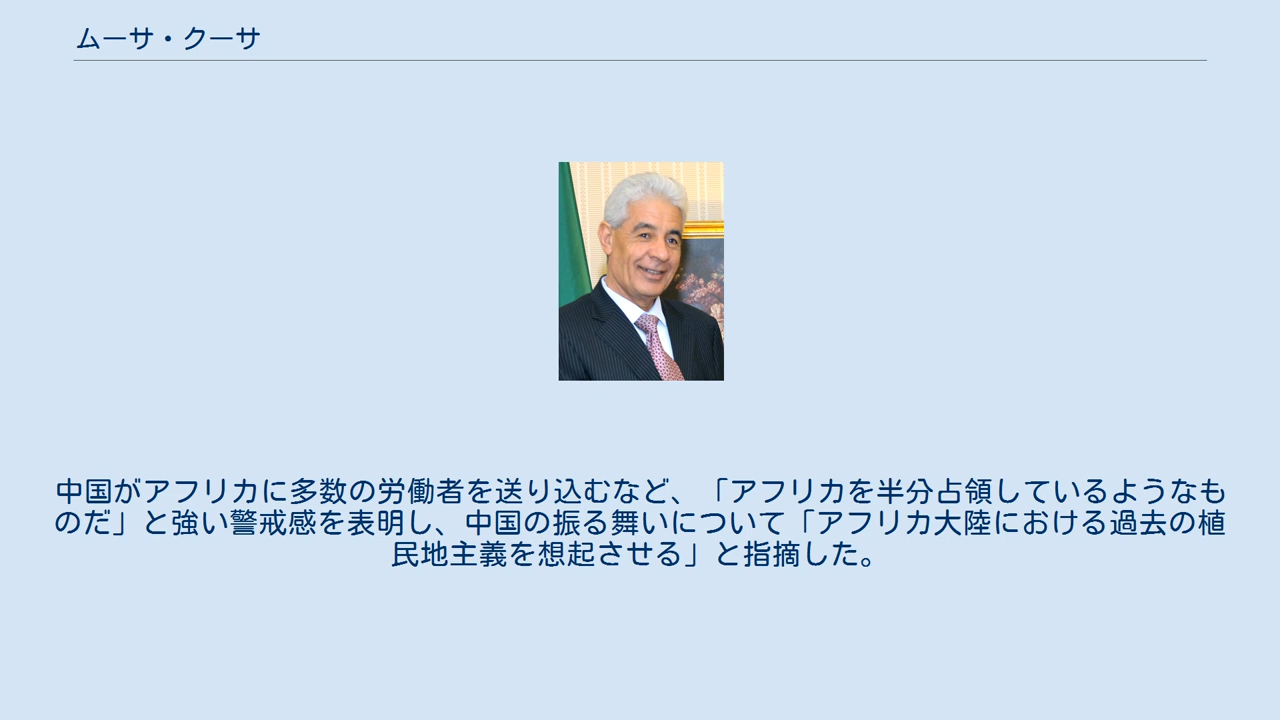 ムーサ・クーサ
中国がアフリカに多数の労働者を送り込むなど、「アフリカを半分占領しているようなも
のだ」と強い警戒感を表明し、中国の振る舞いについて「アフリカ大陸における過去の植
民地主義を想起させる」と指摘した。